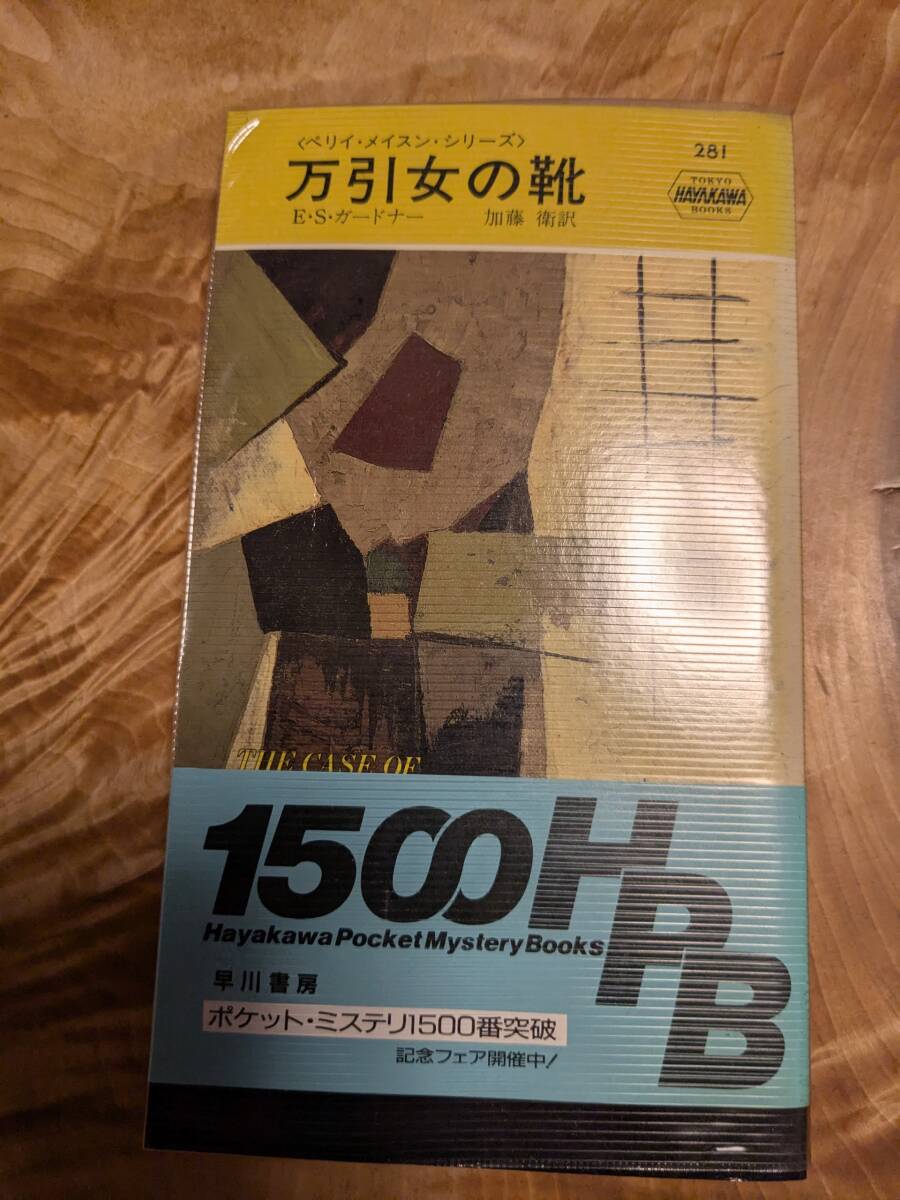 〈ペリイ・メイスン・シリーズ〉
281
万引女の靴
TOKYO
HAYAKAWA
BOOKS
E・S・ガードナー 加藤 衛訳
THE CASE OF
1500HPB
Hayakawa Pocket Mystery Books
早川書房
ポケット・ミステリ1500番突破
記念フェア開催中!